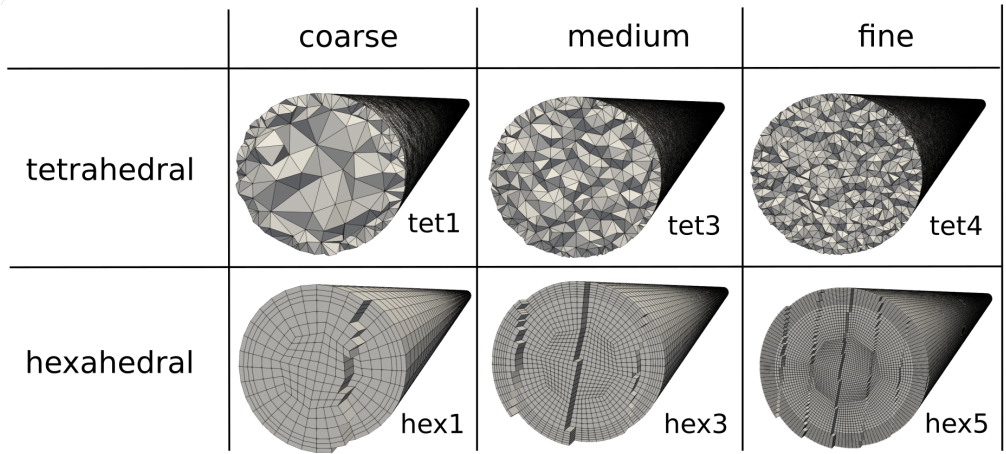 coarse
medium
fine
tetrahedral
tet1
tet3
tet4
hexahedral
hex1
hex3
hex5